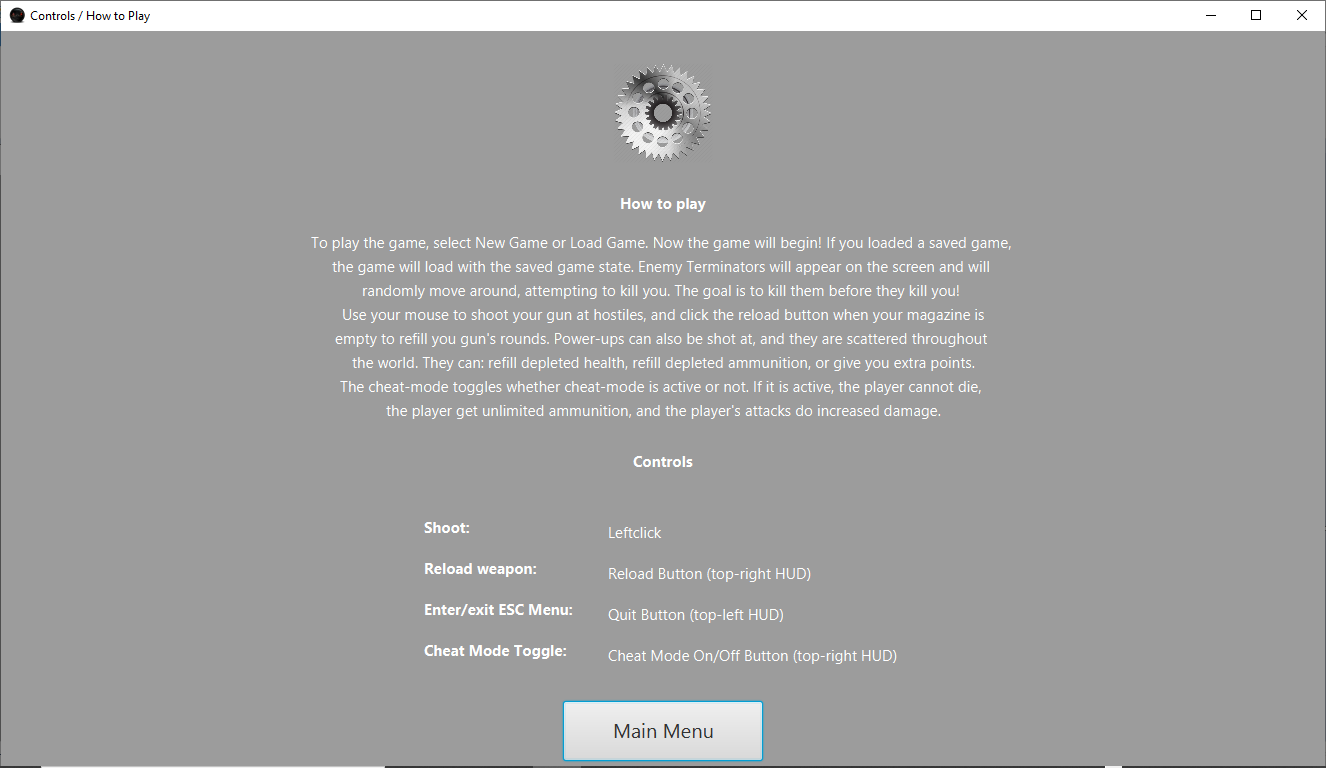 Controls / How to Play
How to play
To play the game, select New Game or Load Game. Now the game will begin! If you loaded a saved game,
the game will load with the saved game state. Enemy Terminators will appear on the screen and will
randomly move around, attempting to kill you. The goal is to kill them before they kill you!
Use your mouse to shoot your gun at hostiles, and click the reload button when your magazine is
empty to refill you gun's rounds. Power-ups can also be shot at, and they are scattered throughout
the world. They can: refill depleted health, refill depleted ammunition, or give you extra points.
The cheat-mode toggles whether cheat-mode is active or not. If it is active, the player cannot die,
the player get unlimited ammunition, and the player's attacks do increased damage.
Controls
Shoot: Leftclick
Reload weapon: Reload Button (top-right HUD)
Enter/exit ESC Menu: Quit Button (top-left HUD)
Cheat Mode Toggle: Cheat Mode On/Off Button (top-right HUD)
Main Menu